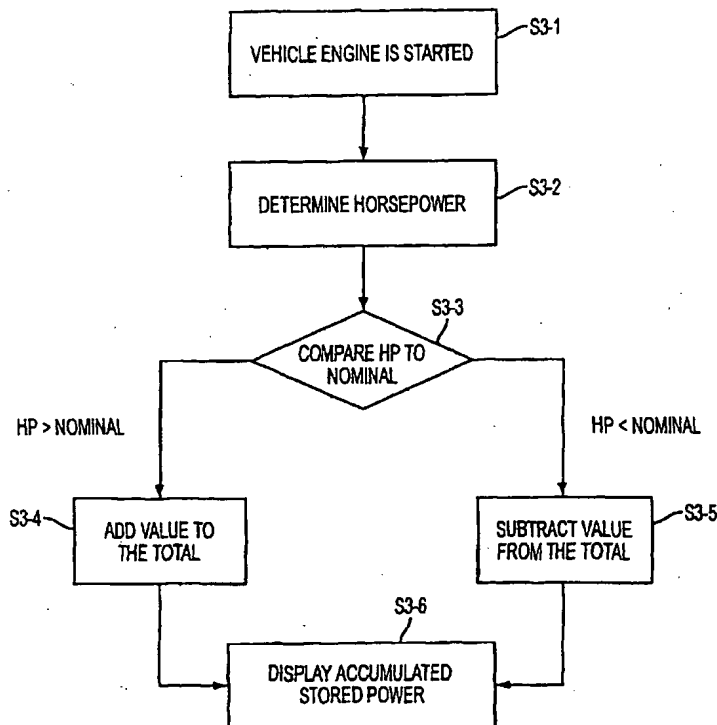 VEHICLE ENGINE IS STARTED
S3-1
DETERMINE HORSEPOWER
S3-2
S3-3
COMPARE HP TO
NOMINAL
HP > NOMINAL
HP < NOMINAL
S3-4
ADD VALUE TO
THE TOTAL
SUBTRACT VALUE
FROM THE TOTAL
S3-5
S3-6
DISPLAY ACCUMULATED
STORED POWER